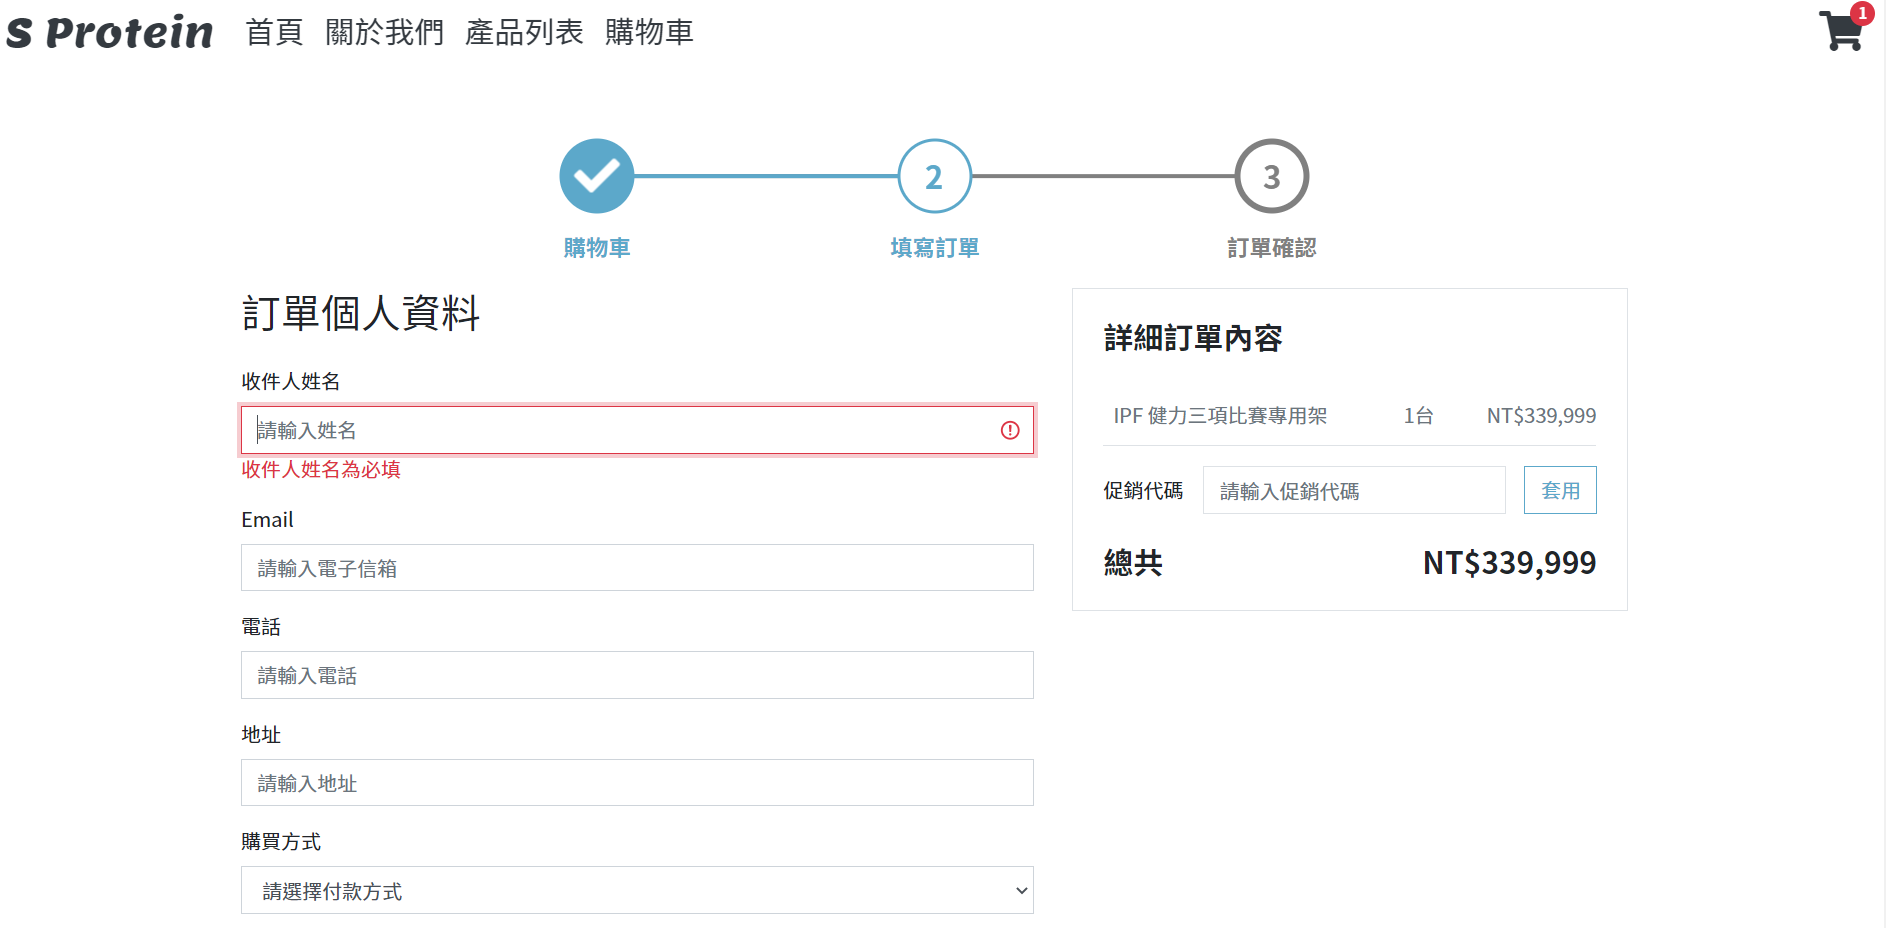 S Protein 首頁 關於我們 產品列表 購物車 1
2 3
購物車 填寫訂單 訂單確認
訂單個人資料
收件人姓名
請輸入姓名
收件人姓名為必填
Email
請輸入電子信箱
電話
請輸入電話
地址
請輸入地址
購買方式
請選擇付款方式
詳細訂單內容
IPF 健力三項比賽專用架 1台 NT$339,999
促銷代碼 請輸入促銷代碼 套用
總共 NT$339,999